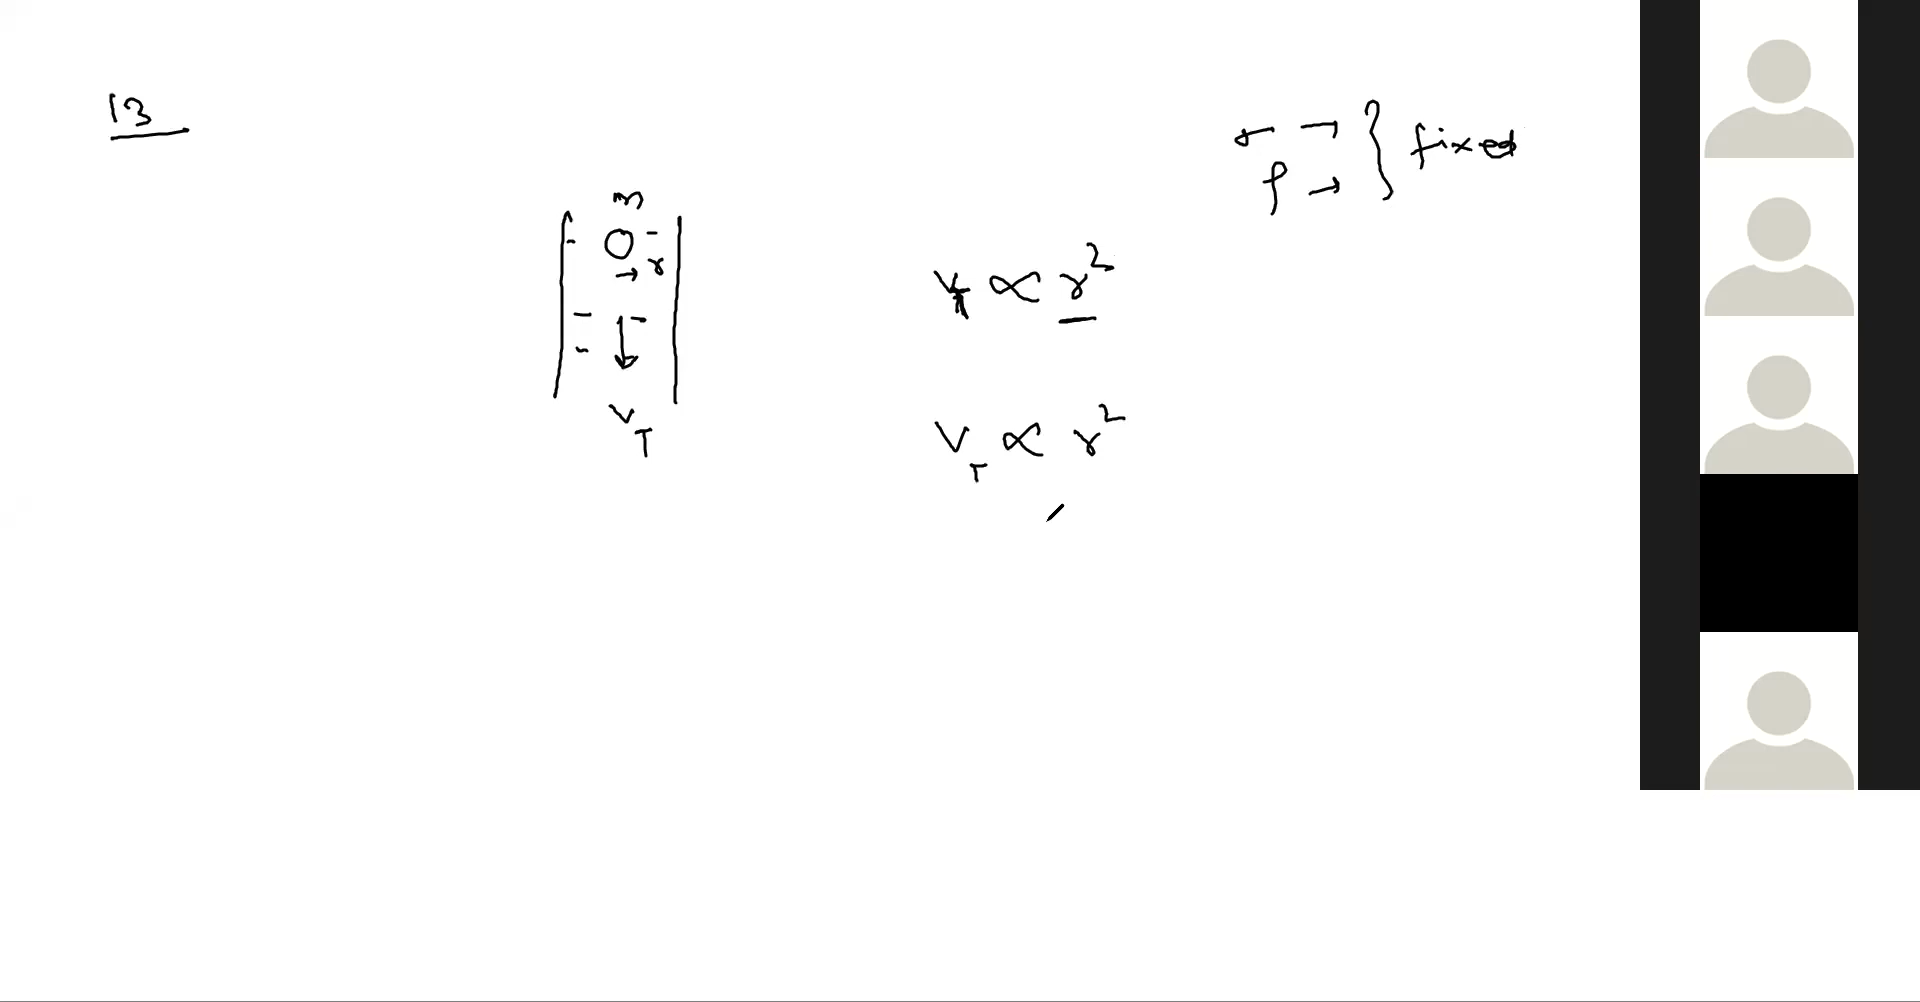 13
σ → } fixed
ρ →
m
r
V_T ∝ r²
V_T
V_T ∝ r²